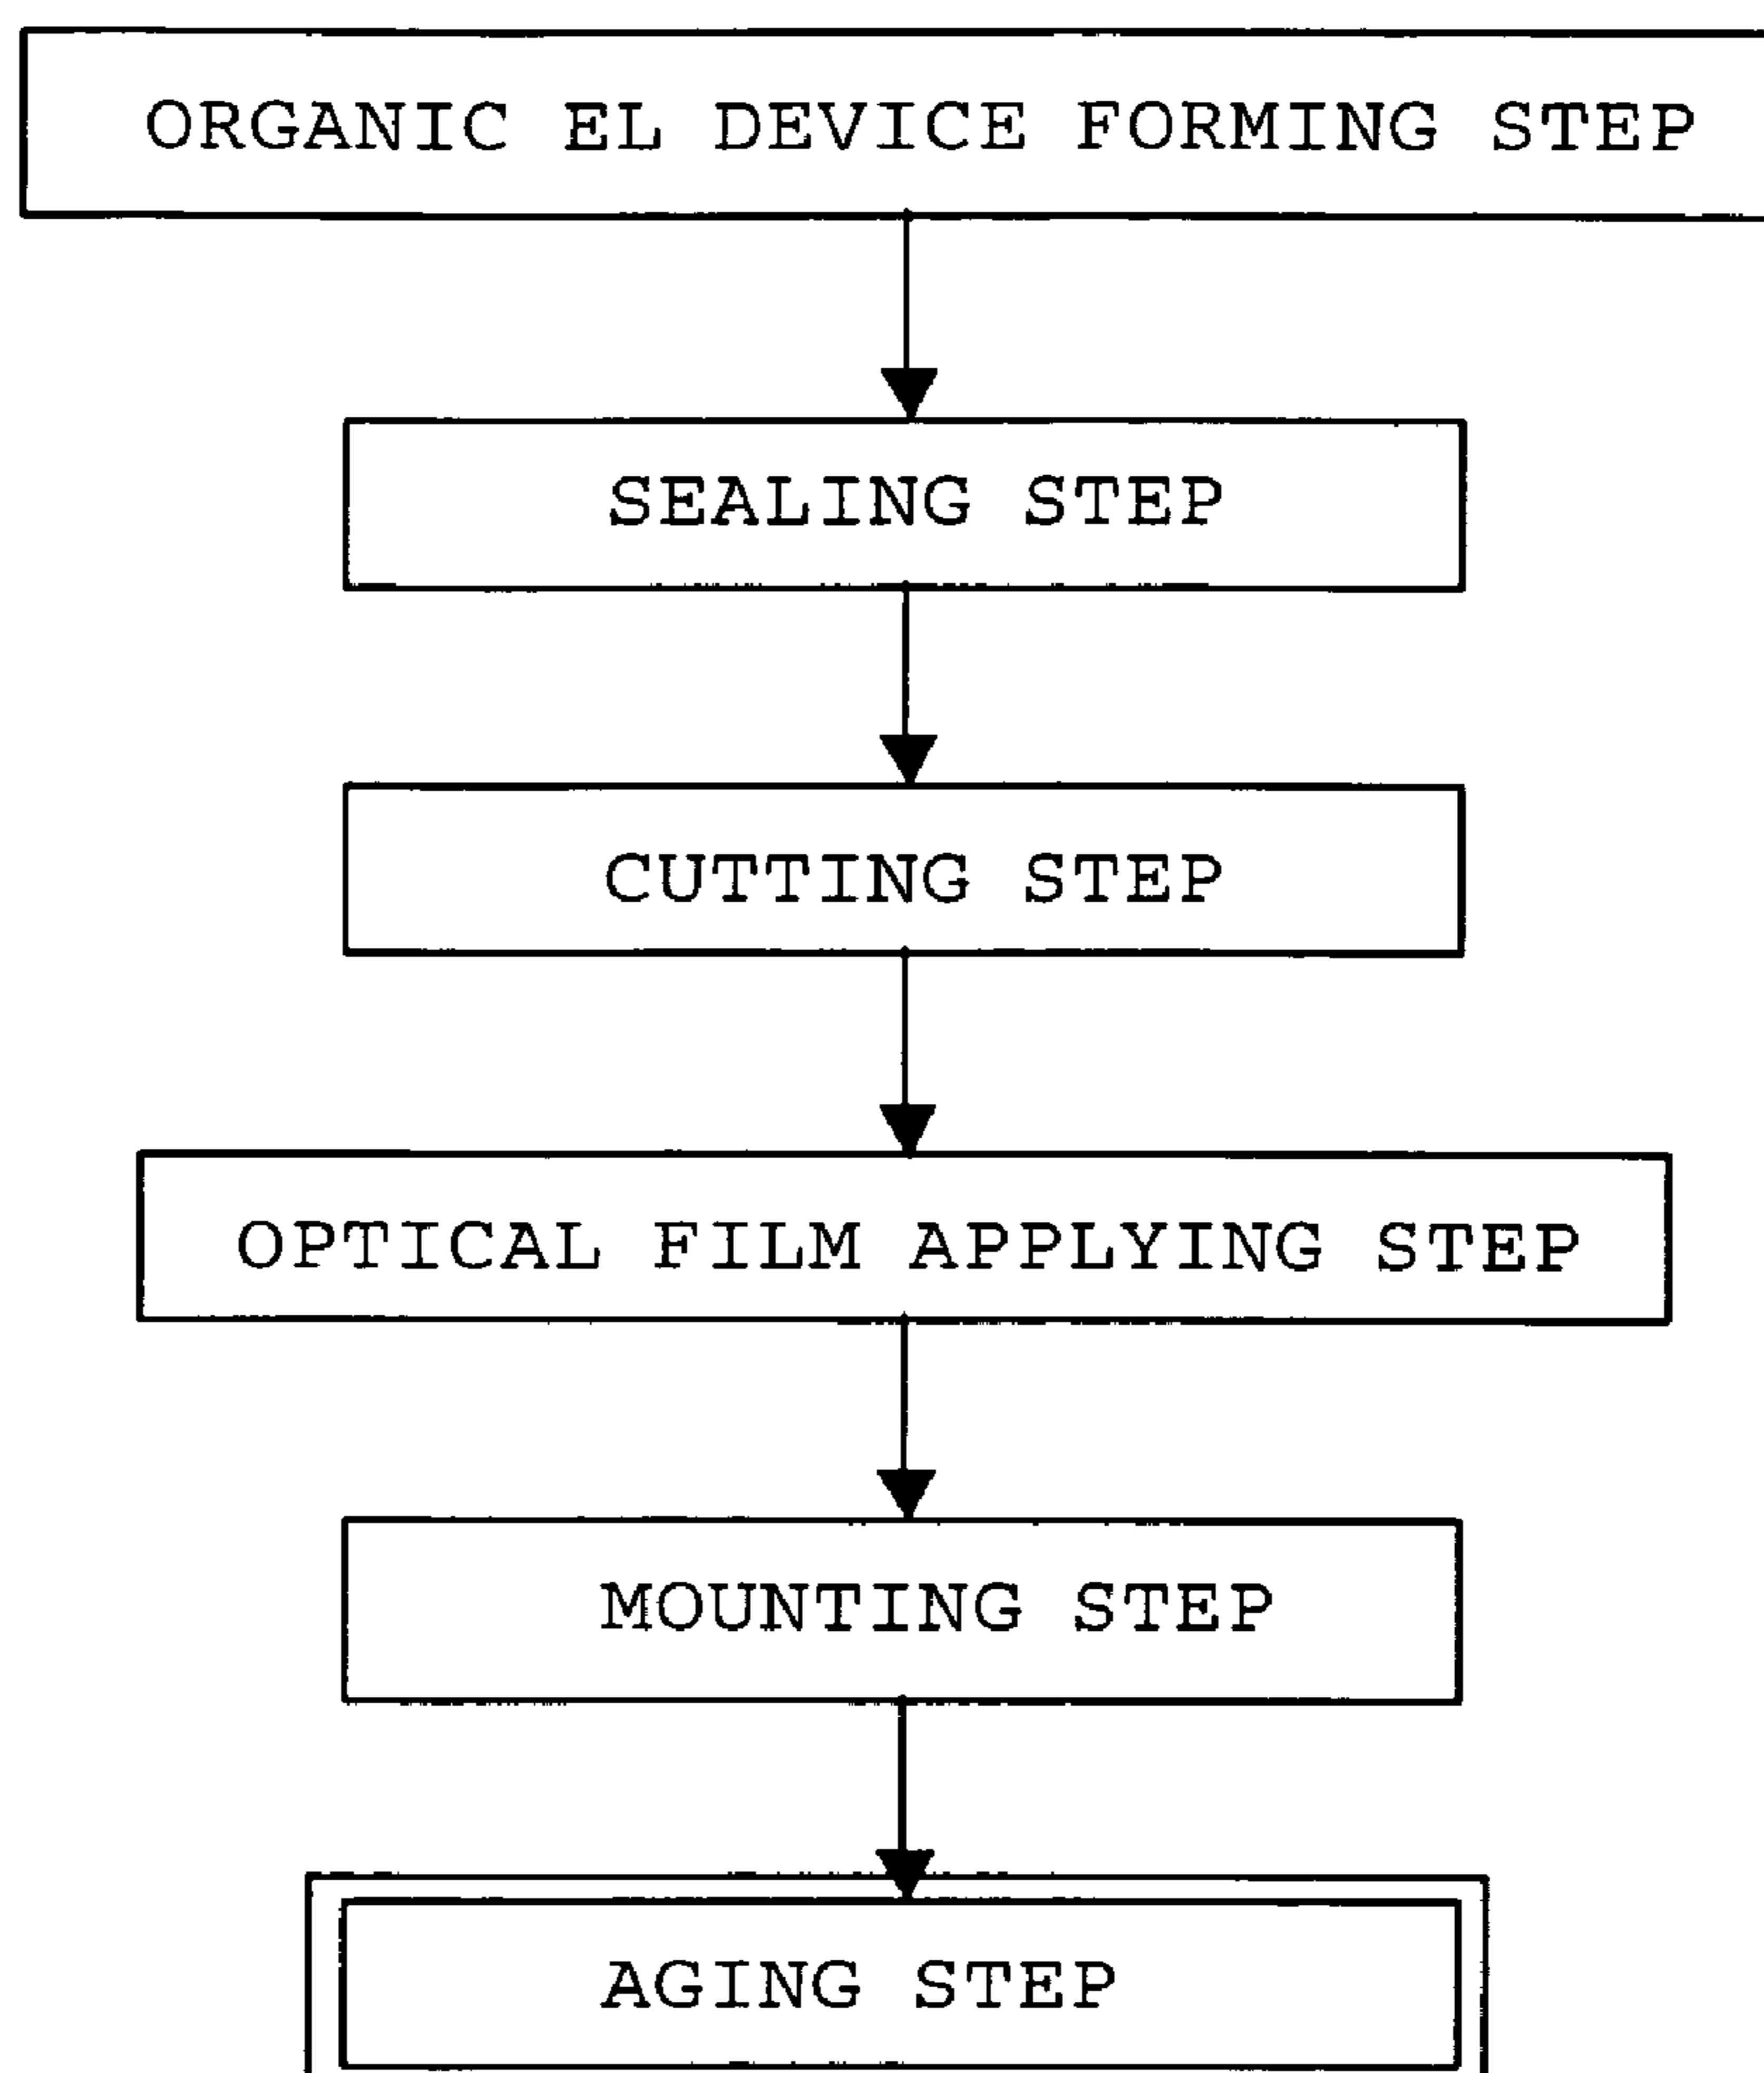 ORGANIC EL DEVICE FORMING STEP
SEALING STEP
CUTTING STEP
OPTICAL FILM APPLYING STEP
MOUNTING STEP
AGING STEP